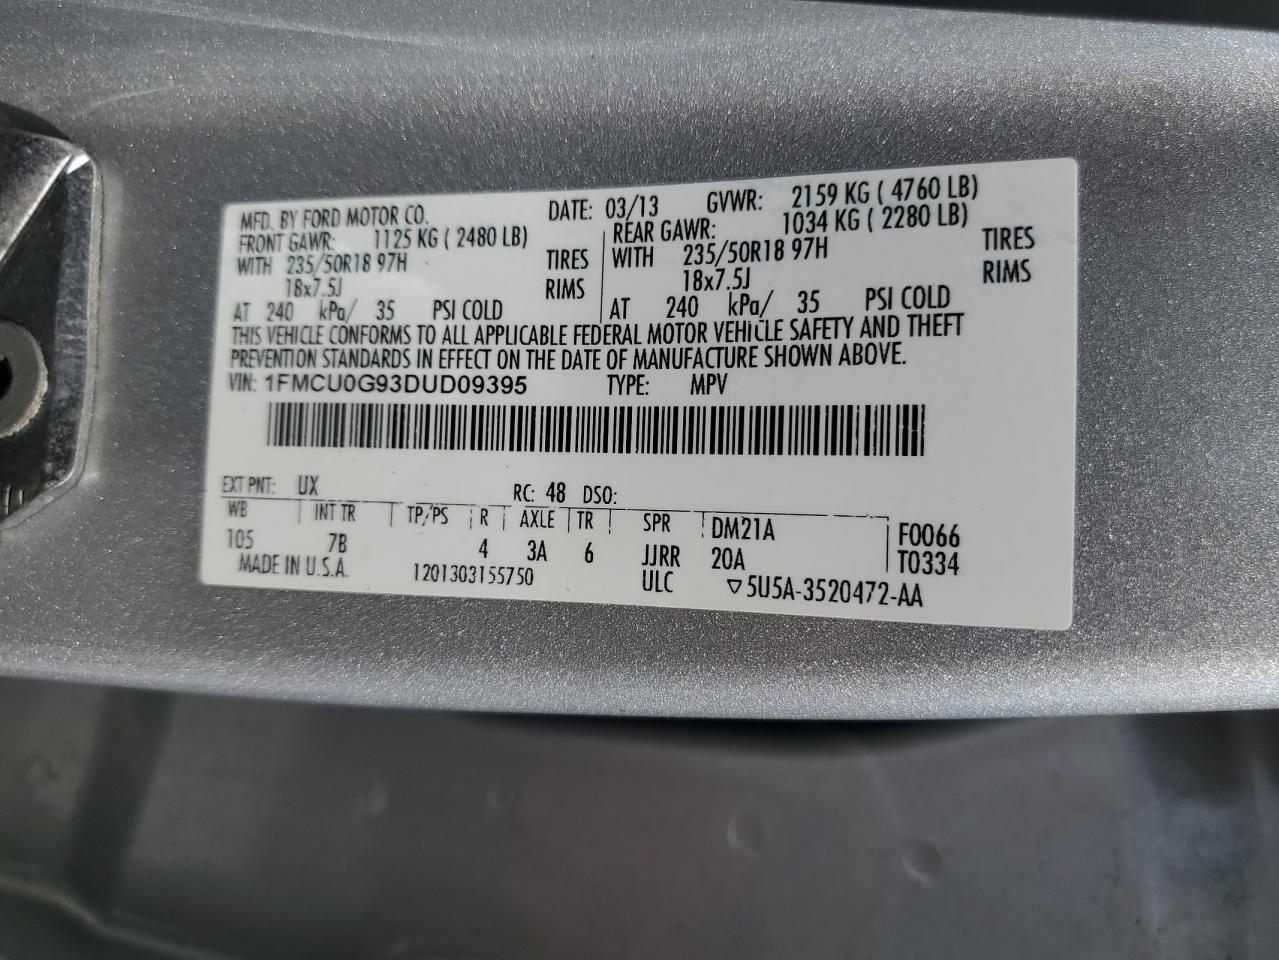 MFD. BY FORD MOTOR CO. DATE: 03/13 GVWR: 2159 KG ( 4760 LB)
FRONT GAWR: 1125 KG ( 2480 LB) REAR GAWR: 1034 KG ( 2280 LB)
WITH 235/50R18 97H TIRES WITH 235/50R18 97H TIRES
18x7.5J RIMS 18x7.5J RIMS
AT 240 kPa/ 35 PSI COLD AT 240 kPa/ 35 PSI COLD
THIS VEHICLE CONFORMS TO ALL APPLICABLE FEDERAL MOTOR VEHICLE SAFETY AND THEFT
PREVENTION STANDARDS IN EFFECT ON THE DATE OF MANUFACTURE SHOWN ABOVE.
VIN: 1FMCU0G93DUD09395 TYPE: MPV
EXT PNT: UX RC: 48 DSO:
WB INT TR TP/PS R AXLE TR SPR DM21A F0066
105 7B 4 3A 6 JJRR 20A T0334
MADE IN U.S.A. 1201303155750 ULC ▽5U5A-3520472-AA